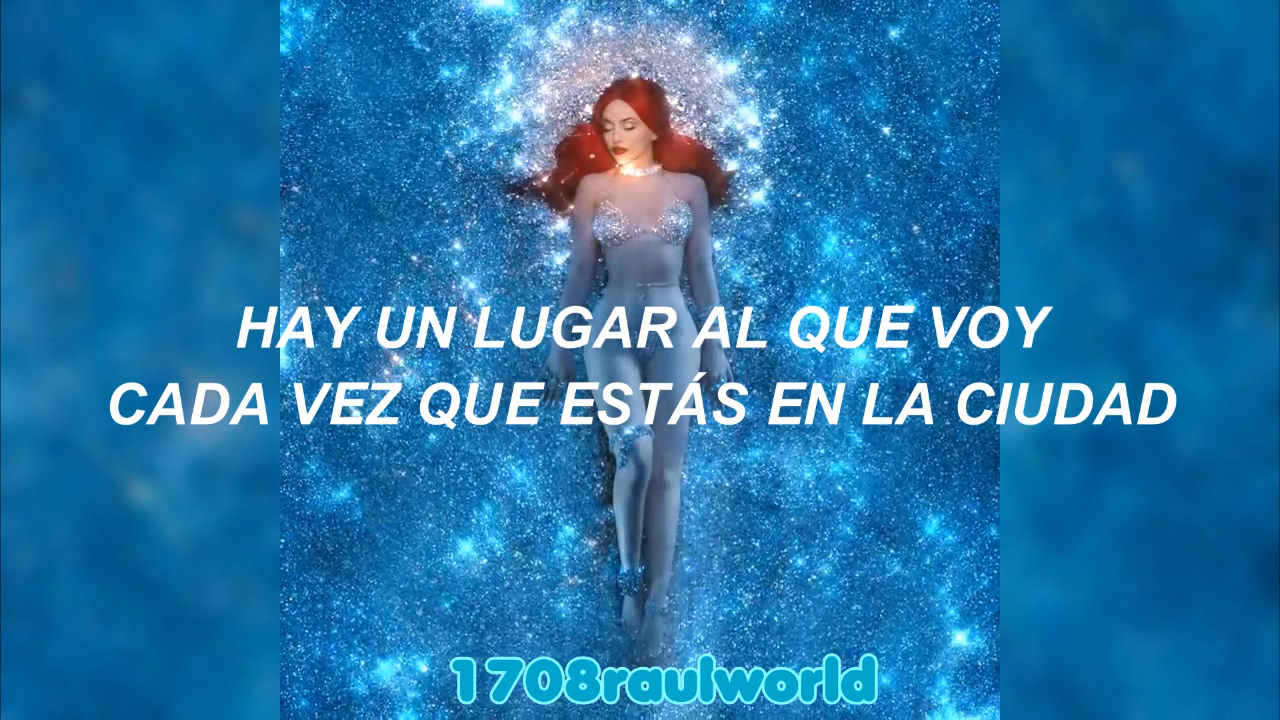 HAY UN LUGAR AL QUE VOY
CADA VEZ QUE ESTÁS EN LA CIUDAD
1708raulworld